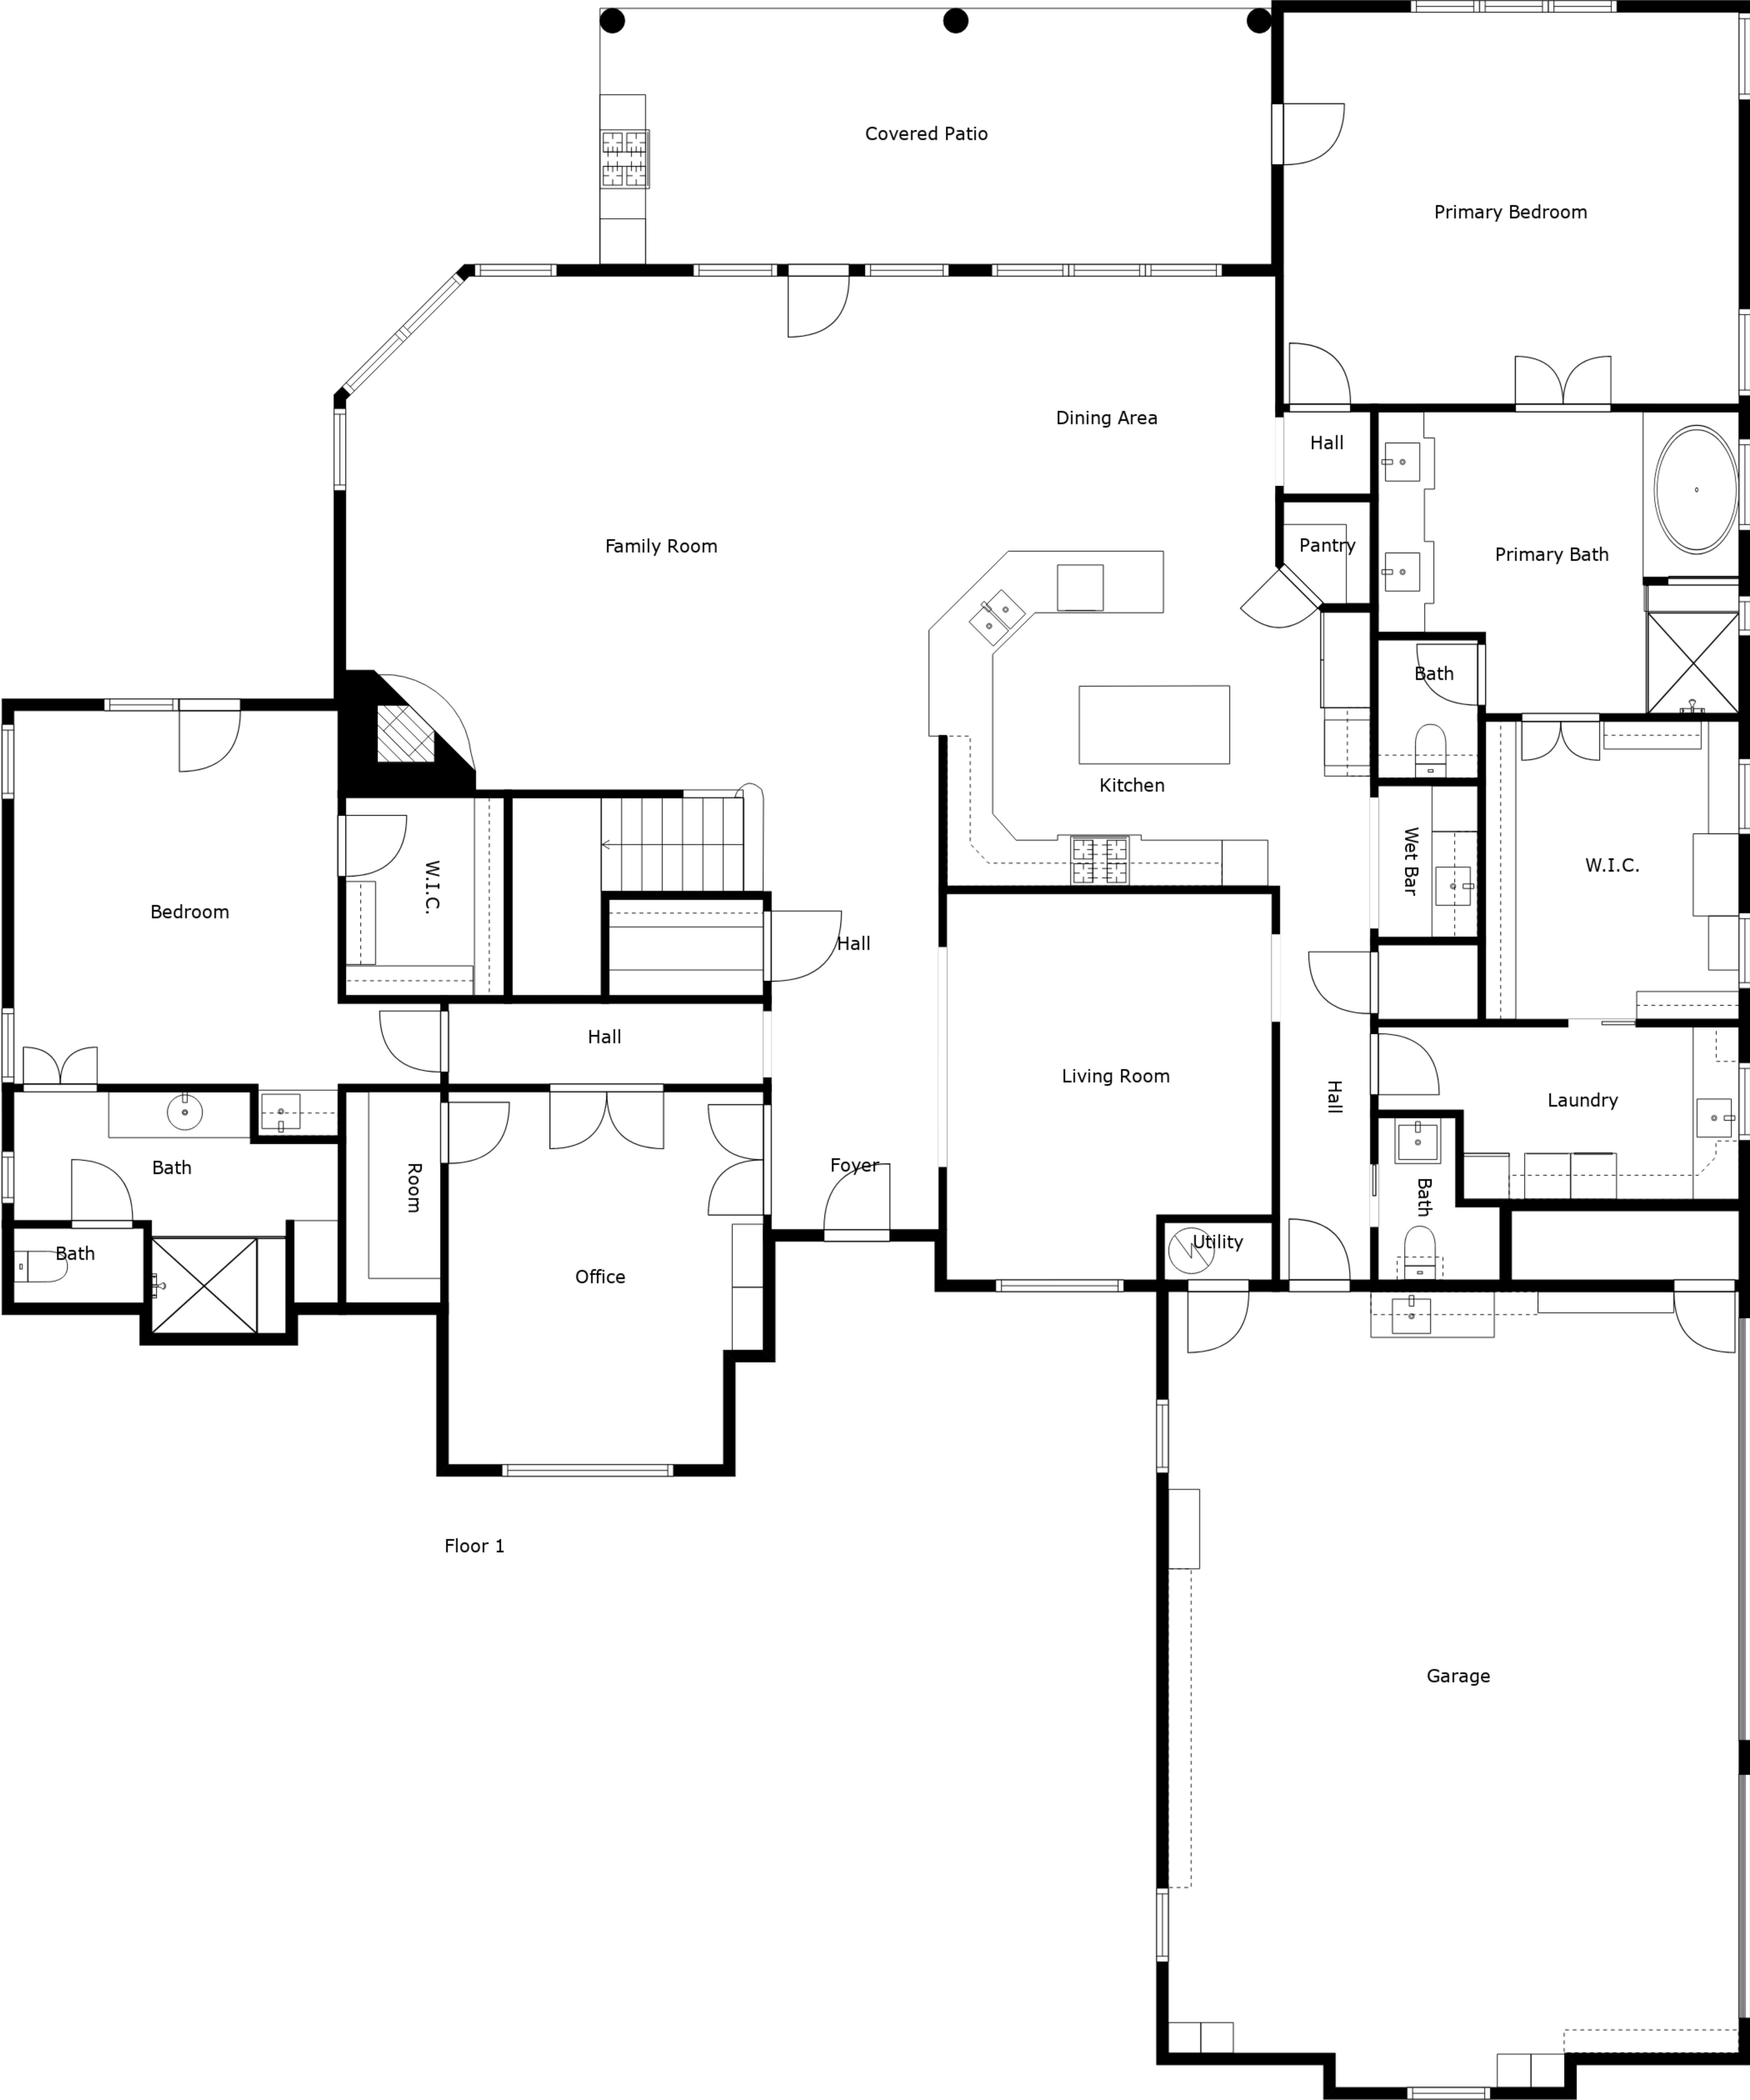 Covered Patio
Primary Bedroom
Dining Area
Hall
Family Room
Pantry
Primary Bath
Bath
Kitchen
Wet Bar
W.I.C.
W.I.C.
Bedroom
Hall
Hall
Living Room
Hall
Laundry
Foyer
Bath
Room
Bath
Utility
Bath
Office
Floor 1
Garage